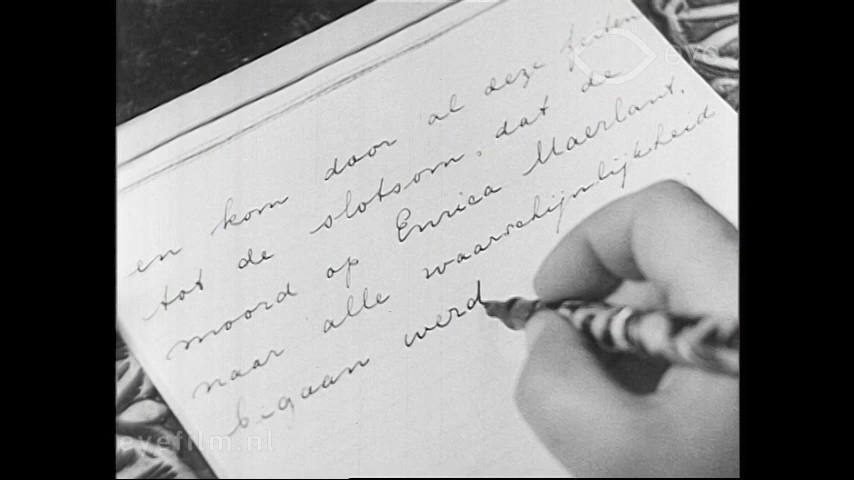 en kom door al deze feiten
tot de slotsom, dat de
moord op Enrica Maerlant,
naar alle waarschijnlijkheid
begaan werd
eye
eyefilm.nl